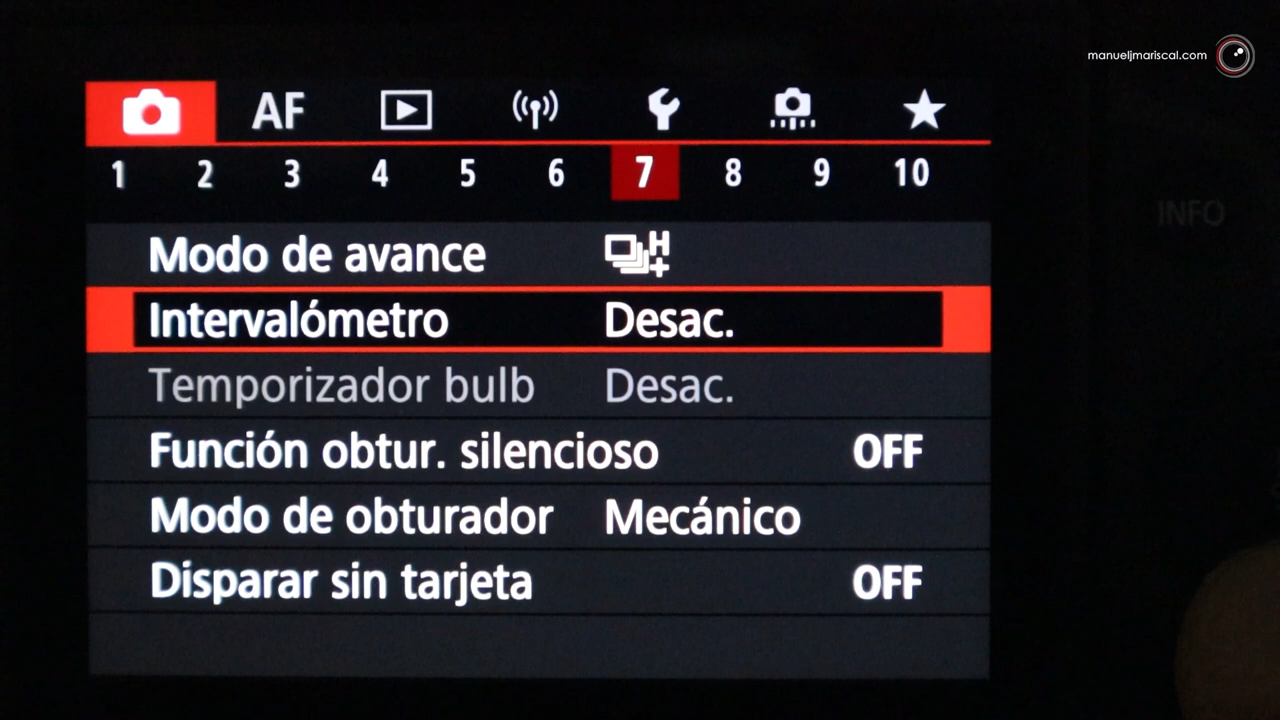 manueljmariscal.com
AF
1 2 3 4 5 6 7 8 9 10
INFO
Modo de avance H+
Intervalómetro Desac.
Temporizador bulb Desac.
Función obtur. silencioso OFF
Modo de obturador Mecánico
Disparar sin tarjeta OFF